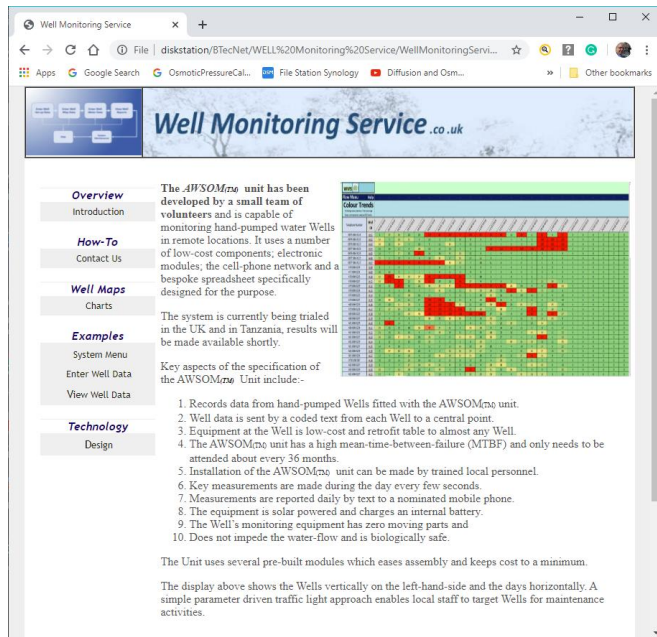 Well Monitoring Service
File | diskstation/BTecNet/WELL%20Monitoring%20Service/WellMonitoringServi...
Apps Google Search OsmoticPressureCal... File Station Synology Diffusion and Osm... » Other bookmarks
Well Monitoring Service .co.uk
Overview
Introduction
How-To
Contact Us
Well Maps
Charts
Examples
System Menu
Enter Well Data
View Well Data
Technology
Design
The AWSOM(TM) unit has been
developed by a small team of
volunteers and is capable of
monitoring hand-pumped water Wells
in remote locations. It uses a number
of low-cost components; electronic
modules; the cell-phone network and a
bespoke spreadsheet specifically
designed for the purpose.
The system is currently being trialed
in the UK and in Tanzania, results will
be made available shortly.
Key aspects of the specification of
the AWSOM(TM) Unit include:-
Colour Trends
1. Records data from hand-pumped Wells fitted with the AWSOM(TM) unit.
2. Well data is sent by a coded text from each Well to a central point.
3. Equipment at the Well is low-cost and retrofit table to almost any Well.
4. The AWSOM(TM) unit has a high mean-time-between-failure (MTBF) and only needs to be
attended about every 36 months.
5. Installation of the AWSOM(TM) unit can be made by trained local personnel.
6. Key measurements are made during the day every few seconds.
7. Measurements are reported daily by text to a nominated mobile phone.
8. The equipment is solar powered and charges an internal battery.
9. The Well's monitoring equipment has zero moving parts and
10. Does not impede the water-flow and is biologically safe.
The Unit uses several pre-built modules which eases assembly and keeps cost to a minimum.
The display above shows the Wells vertically on the left-hand-side and the days horizontally. A
simple parameter driven traffic light approach enables local staff to target Wells for maintenance
activities.